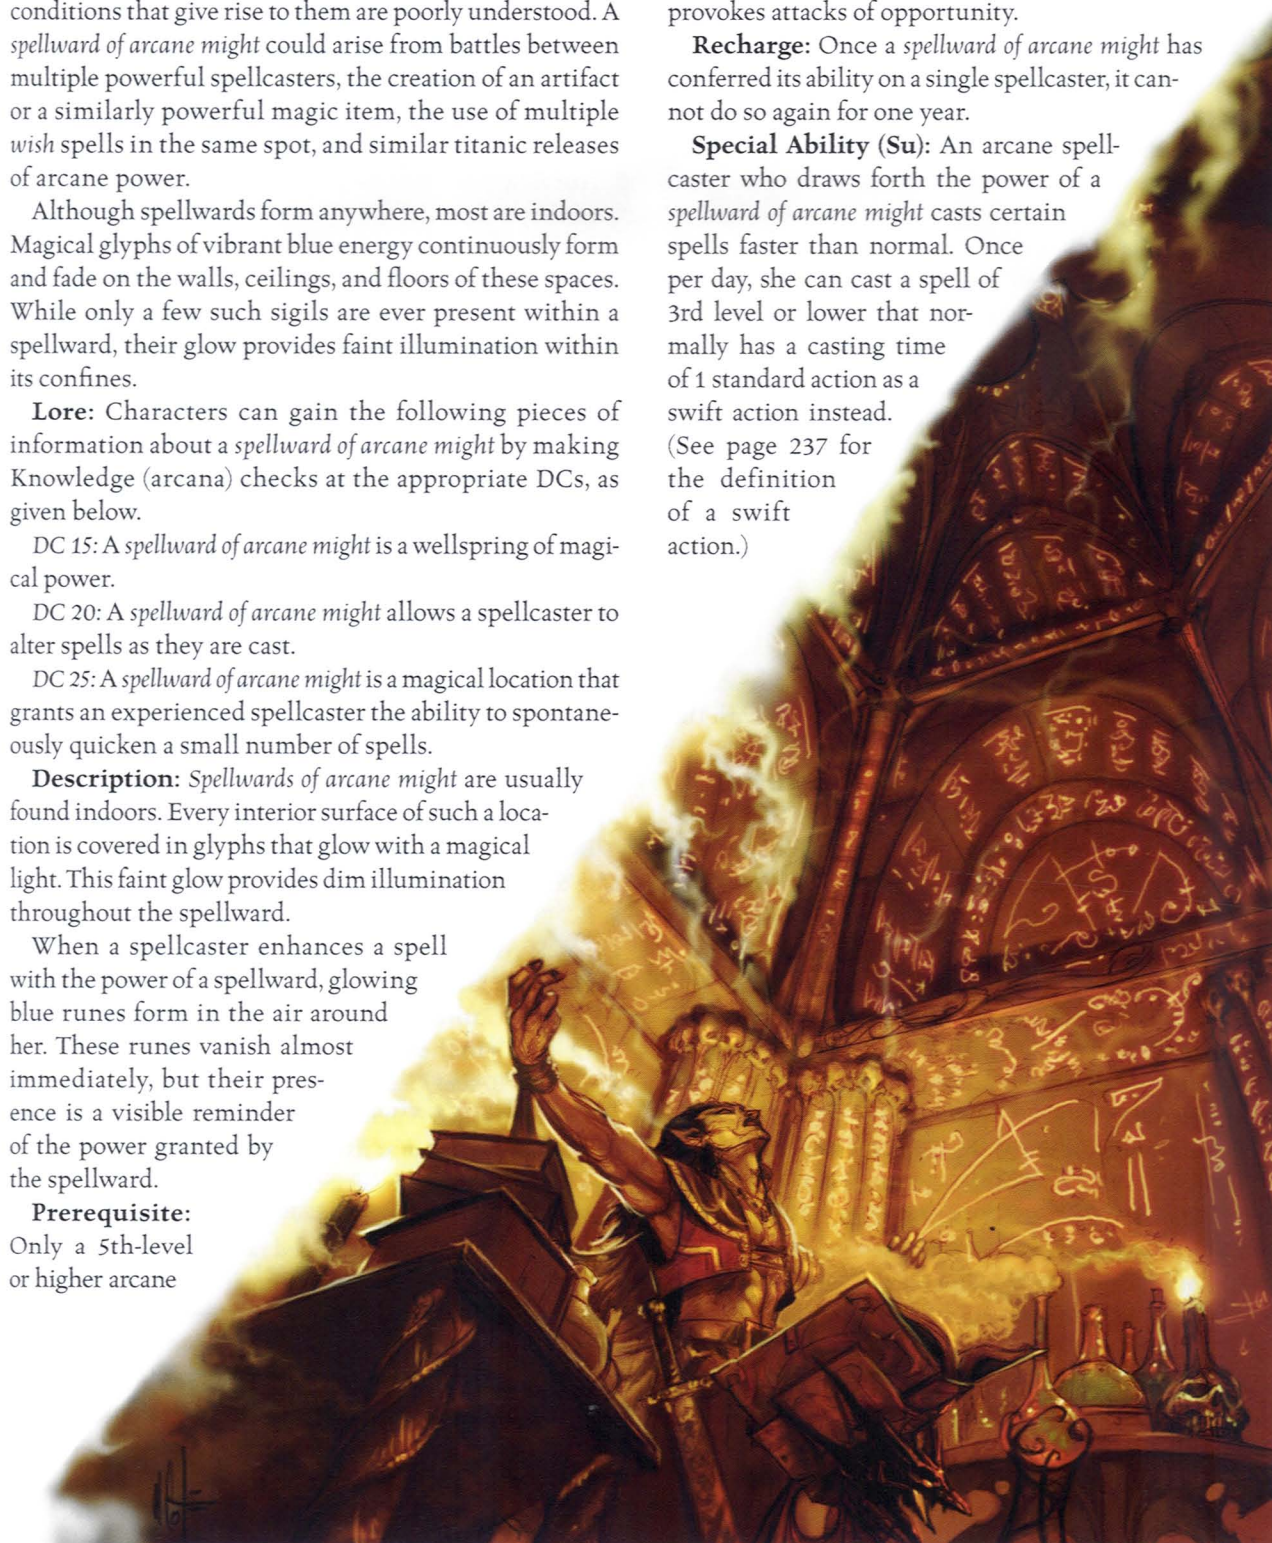 conditions that give rise to them are poorly understood. A
spellward of arcane might could arise from battles between
multiple powerful spellcasters, the creation of an artifact
or a similarly powerful magic item, the use of multiple
wish spells in the same spot, and similar titanic releases
of arcane power.
Although spellwards form anywhere, most are indoors.
Magical glyphs of vibrant blue energy continuously form
and fade on the walls, ceilings, and floors of these spaces.
While only a few such sigils are ever present within a
spellward, their glow provides faint illumination within
its confines.
Lore: Characters can gain the following pieces of
information about a spellward of arcane might by making
Knowledge (arcana) checks at the appropriate DCs, as
given below.
DC 15: A spellward of arcane might is a wellspring of magi-
cal power.
DC 20: A spellward of arcane might allows a spellcaster to
alter spells as they are cast.
DC 25: A spellward of arcane might is a magical location that
grants an experienced spellcaster the ability to spontane-
ously quicken a small number of spells.
Description: Spellwards of arcane might are usually
found indoors. Every interior surface of such a loca-
tion is covered in glyphs that glow with a magical
light. This faint glow provides dim illumination
throughout the spellward.
When a spellcaster enhances a spell
with the power of a spellward, glowing
blue runes form in the air around
her. These runes vanish almost
immediately, but their pres-
ence is a visible reminder
of the power granted by
the spellward.
Prerequisite:
Only a 5th-level
or higher arcane
provokes attacks of opportunity.
Recharge: Once a spellward of arcane might has
conferred its ability on a single spellcaster, it can-
not do so again for one year.
Special Ability (Su): An arcane spell-
caster who draws forth the power of a
spellward of arcane might casts certain
spells faster than normal. Once
per day, she can cast a spell of
3rd level or lower that nor-
mally has a casting time
of 1 standard action as a
swift action instead.
(See page 237 for
the definition
of a swift
action.)